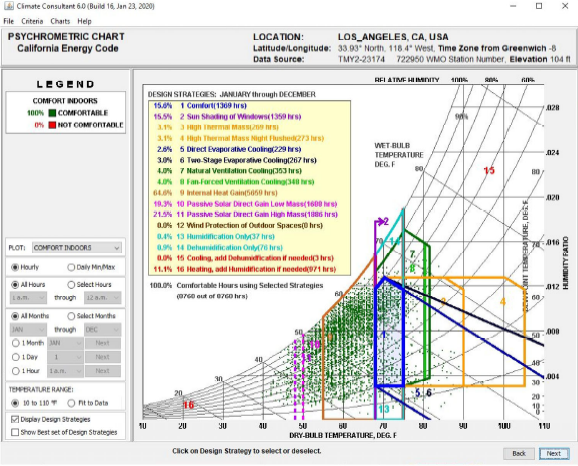 Climate Consultant 6.0 (Build 16, Jan 23, 2020)
File Criteria Charts Help
PSYCHROMETRIC CHART
California Energy Code
LOCATION: LOS_ANGELES, CA, USA
Latitude/Longitude: 33.93° North, 118.4° West, Time Zone from Greenwich -8
Data Source: TMY2-23174 722950 WMO Station Number, Elevation 104 ft
LEGEND
COMFORT INDOORS
100% COMFORTABLE
0% NOT COMFORTABLE
PLOT: COMFORT INDOORS
Hourly Daily Min/Max
All Hours Select Hours
1 a.m. through 12 a.m.
All Months Select Months
JAN through DEC
1 Month JAN Next
1 Day 1 Next
1 Hour 1 a.m. Next
TEMPERATURE RANGE:
10 to 110 °F Fit to Data
Display Design Strategies
Show Best set of Design Strategies
DESIGN STRATEGIES: JANUARY through DECEMBER
15.6% 1 Comfort(1369 hrs)
15.5% 2 Sun Shading of Windows(1359 hrs)
3.1% 3 High Thermal Mass(269 hrs)
3.1% 4 High Thermal Mass Night Flushed(273 hrs)
2.6% 5 Direct Evaporative Cooling(229 hrs)
3.0% 6 Two-Stage Evaporative Cooling(267 hrs)
4.0% 7 Natural Ventilation Cooling(353 hrs)
4.0% 8 Fan-Forced Ventilation Cooling(348 hrs)
64.6% 9 Internal Heat Gain(5659 hrs)
19.3% 10 Passive Solar Direct Gain Low Mass(1688 hrs)
21.5% 11 Passive Solar Direct Gain High Mass(1886 hrs)
0.0% 12 Wind Protection of Outdoor Spaces(0 hrs)
0.4% 13 Humidification Only(37 hrs)
0.9% 14 Dehumidification Only(76 hrs)
0.0% 15 Cooling, add Dehumidification if needed(3 hrs)
11.1% 16 Heating, add Humidification if needed(971 hrs)
100.0% Comfortable Hours using Selected Strategies
(8760 out of 8760 hrs)
RELATIVE HUMIDITY 100% 80% 60%
WET-BULB
TEMPERATURE
DEG. F
DEW POINT TEMPERATURE, DEG. F
HUMIDITY RATIO
.028
.024
.020
.016
.012
.008
.004
10 20 30 40 50 60 70 80 90 100 110
DRY-BULB TEMPERATURE, DEG. F
Click on Design Strategy to select or deselect.
Back Next